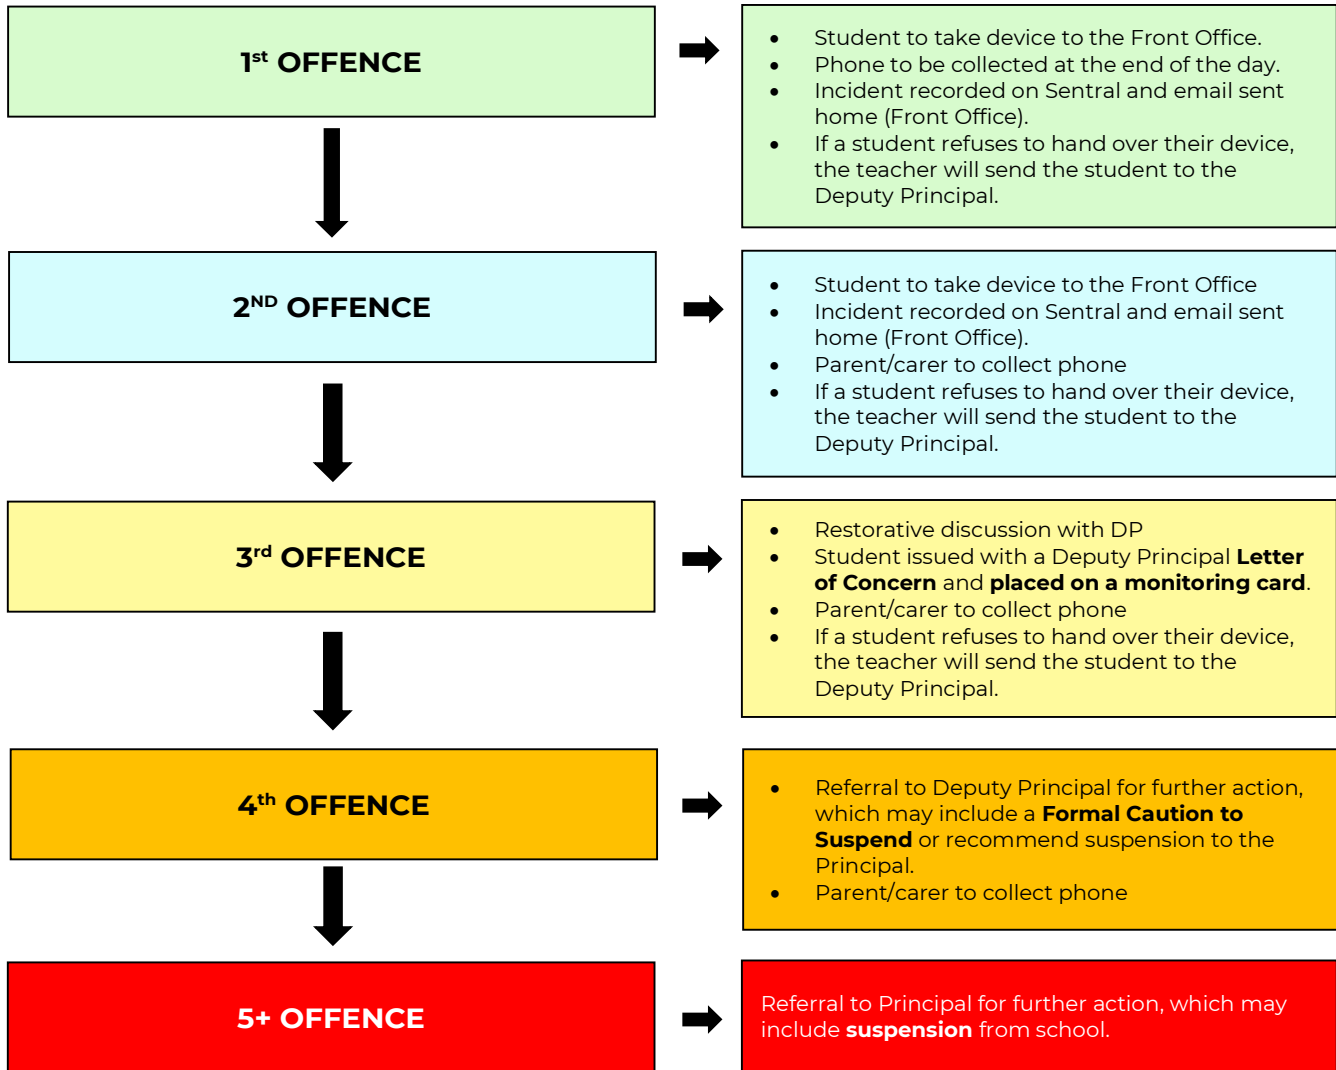 1st OFFENCE
• Student to take device to the Front Office.
• Phone to be collected at the end of the day.
• Incident recorded on Sentral and email sent
home (Front Office).
• If a student refuses to hand over their device,
the teacher will send the student to the
Deputy Principal.
2ND OFFENCE
• Student to take device to the Front Office
• Incident recorded on Sentral and email sent
home (Front Office).
• Parent/carer to collect phone
• If a student refuses to hand over their device,
the teacher will send the student to the
Deputy Principal.
3rd OFFENCE
• Restorative discussion with DP
• Student issued with a Deputy Principal Letter
of Concern and placed on a monitoring card.
• Parent/carer to collect phone
• If a student refuses to hand over their device,
the teacher will send the student to the
Deputy Principal.
4th OFFENCE
• Referral to Deputy Principal for further action,
which may include a Formal Caution to
Suspend or recommend suspension to the
Principal.
• Parent/carer to collect phone
5+ OFFENCE
Referral to Principal for further action, which may
include suspension from school.